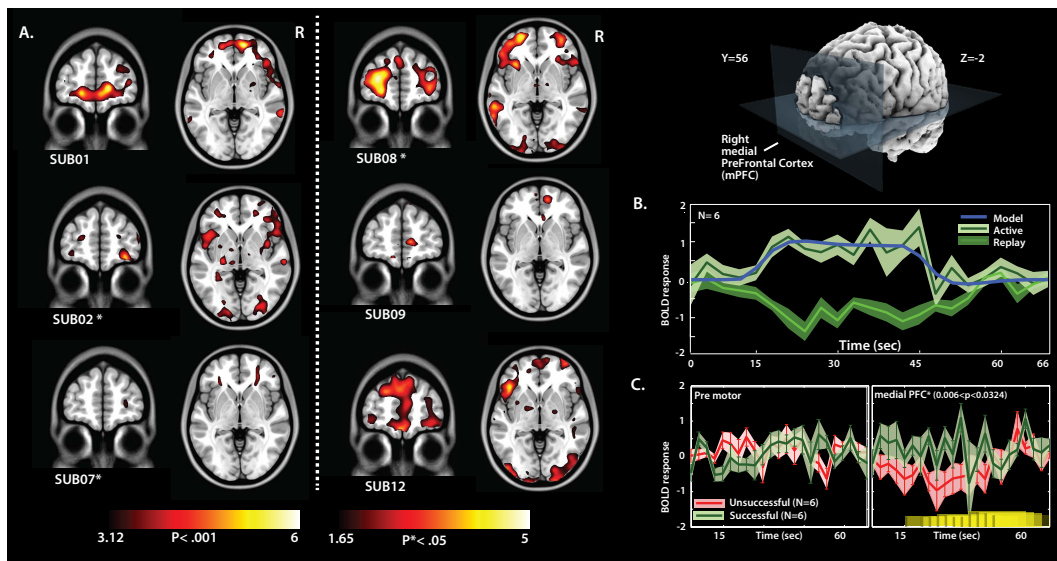 A.
R
R
SUB01
SUB08 *
SUB02 *
SUB09
SUB07*
SUB12
3.12 P< .001 6
1.65 P*< .05 5
Y=56
Z=-2
Right
medial
PreFrontal Cortex
(mPFC)
B.
N= 6
Model
Active
Replay
BOLD response
2
1
0
-1
-2
Time (sec)
0 15 30 45 60 66
C.
Pre motor
medial PFC* (0.006<p<0.0324)
BOLD response
2
1
0
-1
-2
Unsuccessful (N=6)
Successful (N=6)
15 Time (sec) 60
15 Time (sec) 60